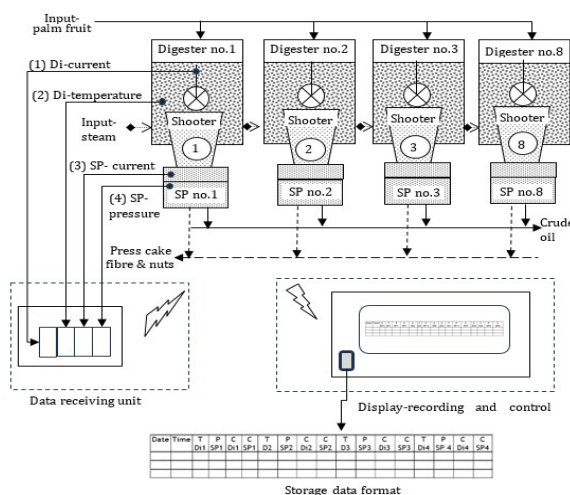 Input-
palm fruit
Digester no.1
Digester no.2
Digester no.3
Digester no.8
(1) Di-current
(2) Di-temperature
Input-
steam
Shooter
Shooter
Shooter
Shooter
1
2
3
8
(3) SP- current
(4) SP-
pressure
SP no.1
SP no.2
SP no.3
SP no.8
Crude
oil
Press cake
fibre & nuts
Data receiving unit
Display-recording and control
Date Time T P C C T P C C T P C C T P C C
Di1 SP1 Di1 SP1 D2 SP2 Di2 SP2 D3 SP3 Di3 SP3 Di4 SP 4 Di4 SP4
Storage data format